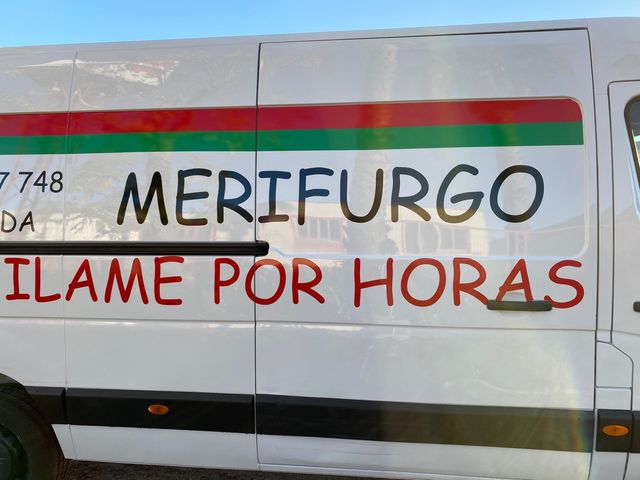 7 748
MERIFURGO
DA
ILAME POR HORAS